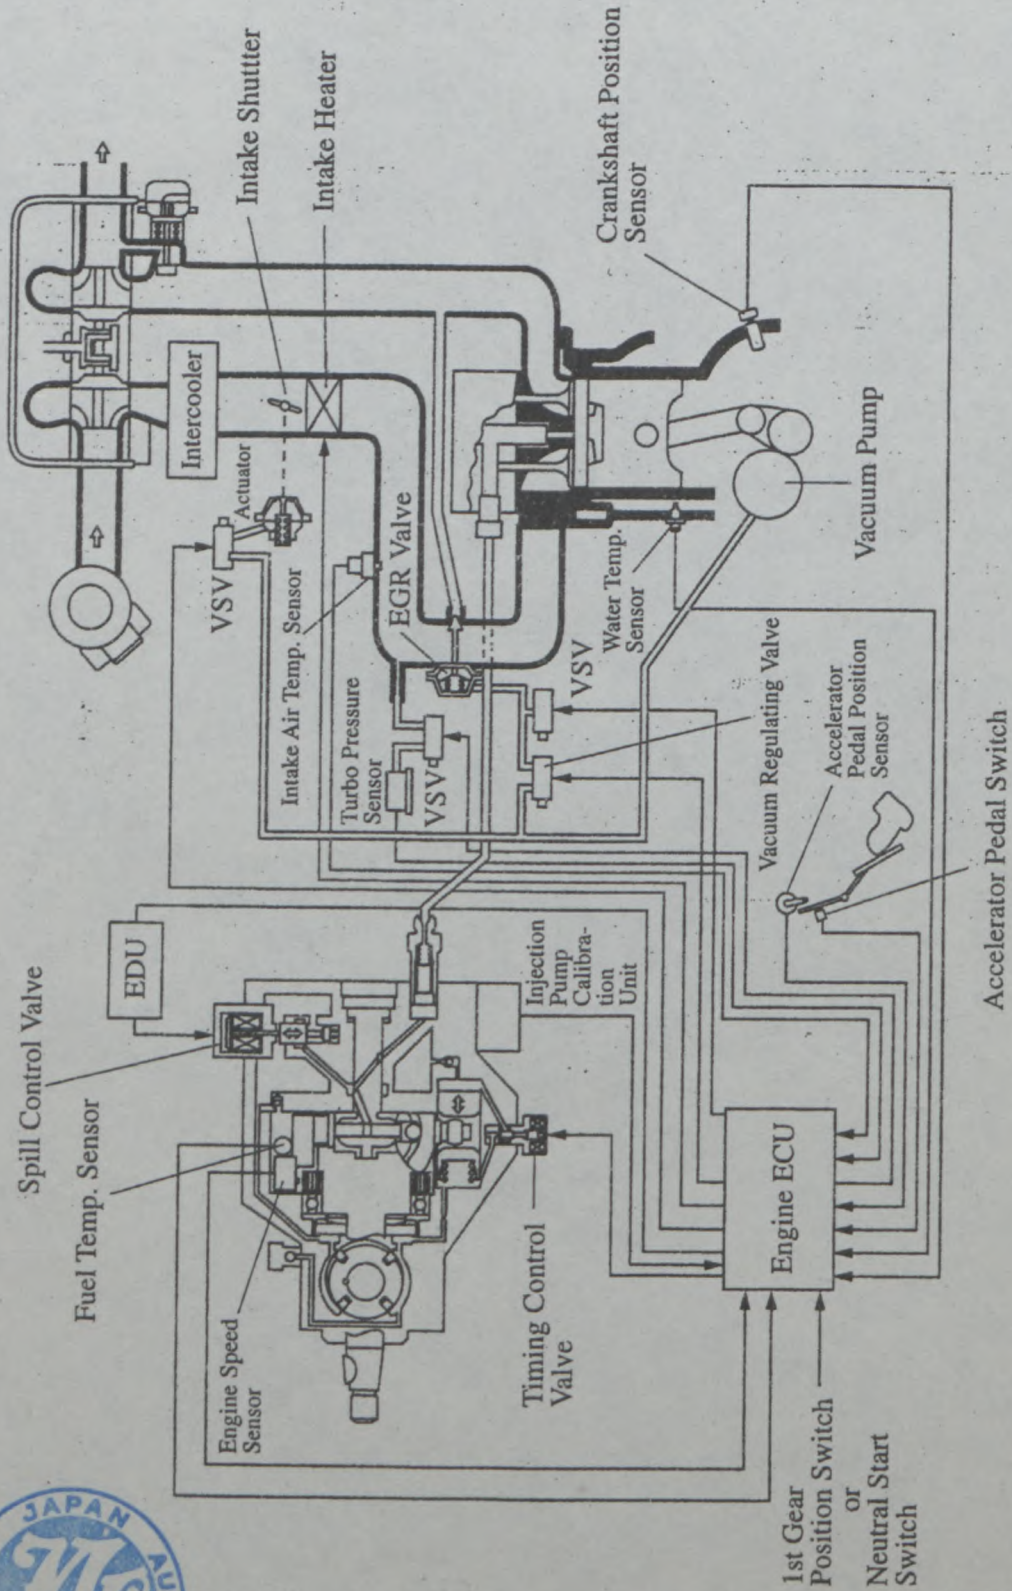 Spill Control Valve
Fuel Temp. Sensor
EDU
Engine Speed
Sensor
Timing Control
Valve
Injection
Pump
Calibra-
tion
Unit
1st Gear
Position Switch
or
Neutral Start
Switch
Engine ECU
VSV
Actuator
Intercooler
Intake Shuttter
Intake Heater
Intake Air Temp. Sensor
Turbo Pressure
Sensor
VSV
EGR Valve
VSV
Water Temp.
Sensor
Vacuum Regulating Valve
Accelerator
Pedal Position
Sensor
Accelerator Pedal Switch
Vacuum Pump
Crankshaft Position
Sensor
JAPAN AU